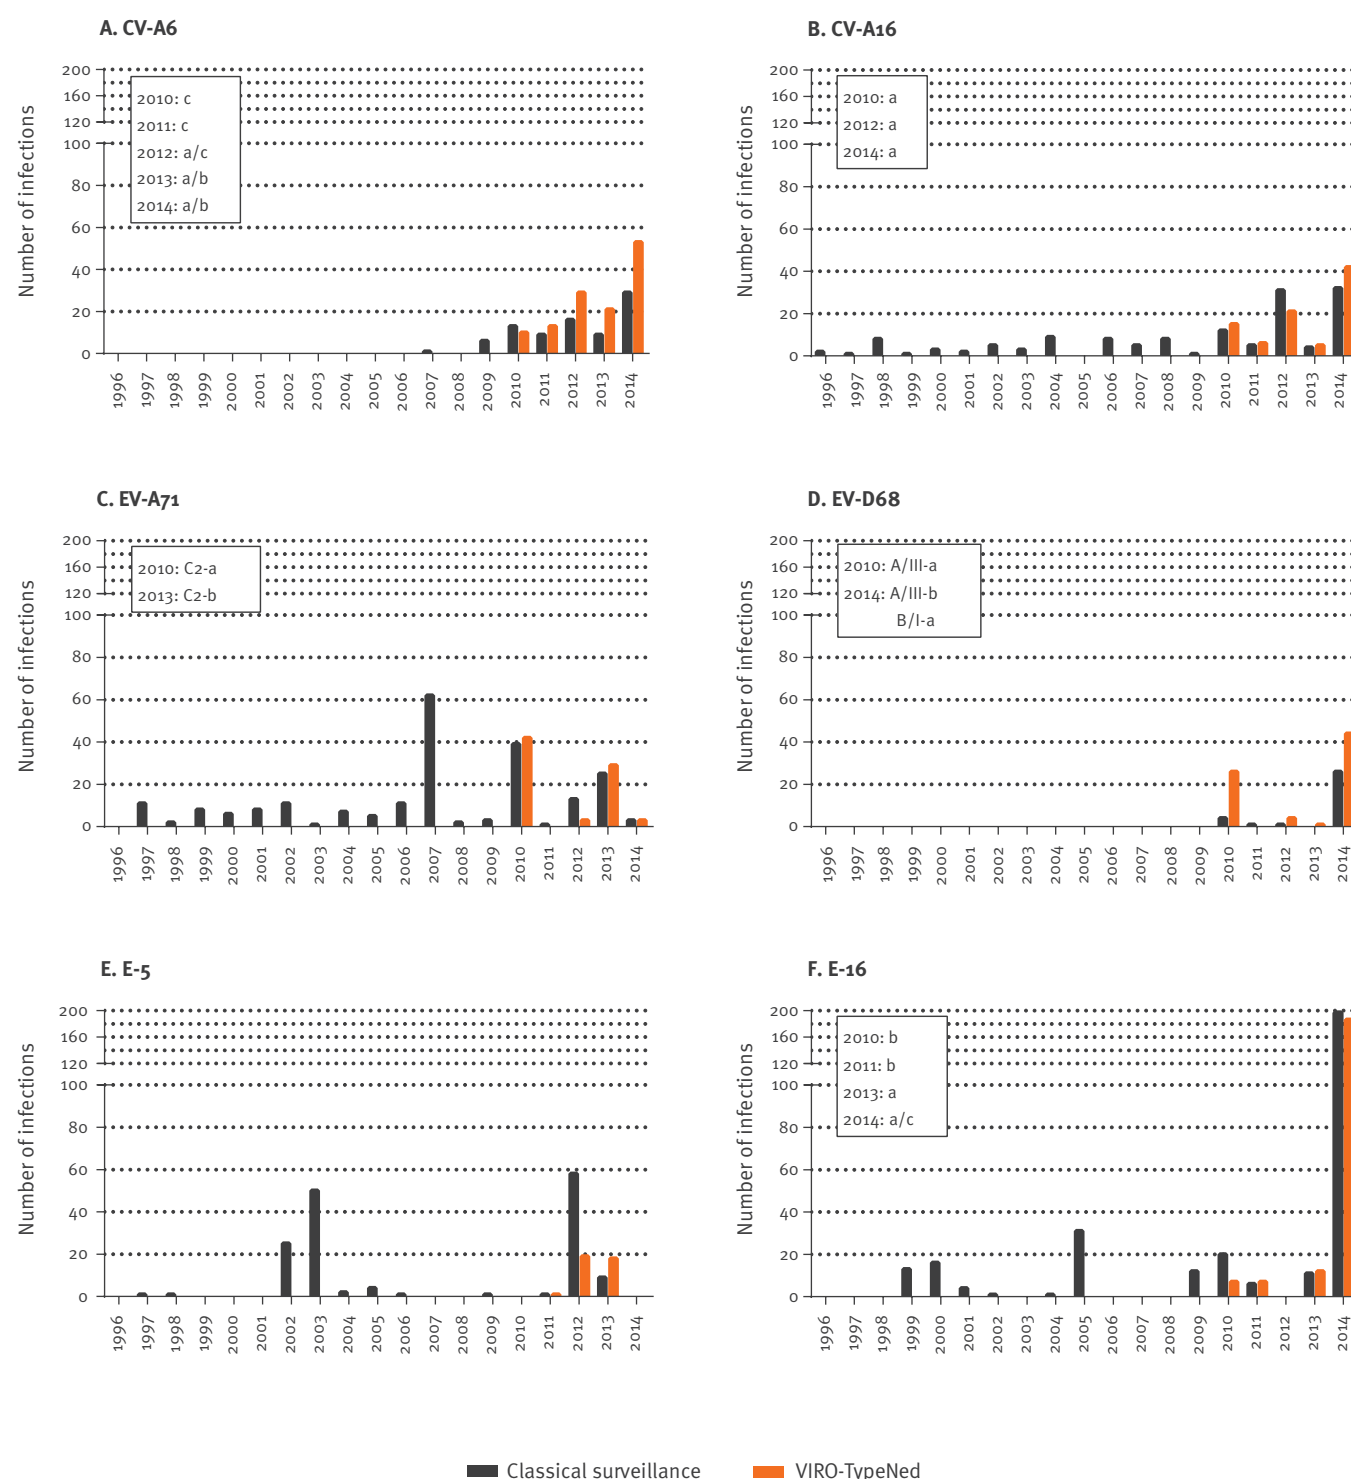 A. CV-A6
Number of infections
200
160
120
100
80
60
40
20
0
2010: c
2011: c
2012: a/c
2013: a/b
2014: a/b
1996 1997 1998 1999 2000 2001 2002 2003 2004 2005 2006 2007 2008 2009 2010 2011 2012 2013 2014
B. CV-A16
Number of infections
200
160
120
100
80
60
40
20
0
2010: a
2012: a
2014: a
1996 1997 1998 1999 2000 2001 2002 2003 2004 2005 2006 2007 2008 2009 2010 2011 2012 2013 2014
C. EV-A71
Number of infections
200
160
120
100
80
60
40
20
0
2010: C2-a
2013: C2-b
1996 1997 1998 1999 2000 2001 2002 2003 2004 2005 2006 2007 2008 2009 2010 2011 2012 2013 2014
D. EV-D68
Number of infections
200
160
120
100
80
60
40
20
0
2010: A/III-a
2014: A/III-b
B/I-a
1996 1997 1998 1999 2000 2001 2002 2003 2004 2005 2006 2007 2008 2009 2010 2011 2012 2013 2014
E. E-5
Number of infections
200
160
120
100
80
60
40
20
0
1996 1997 1998 1999 2000 2001 2002 2003 2004 2005 2006 2007 2008 2009 2010 2011 2012 2013 2014
F. E-16
Number of infections
200
160
120
100
80
60
40
20
0
2010: b
2011: b
2013: a
2014: a/c
1996 1997 1998 1999 2000 2001 2002 2003 2004 2005 2006 2007 2008 2009 2010 2011 2012 2013 2014
Classical surveillance VIRO-TypeNed